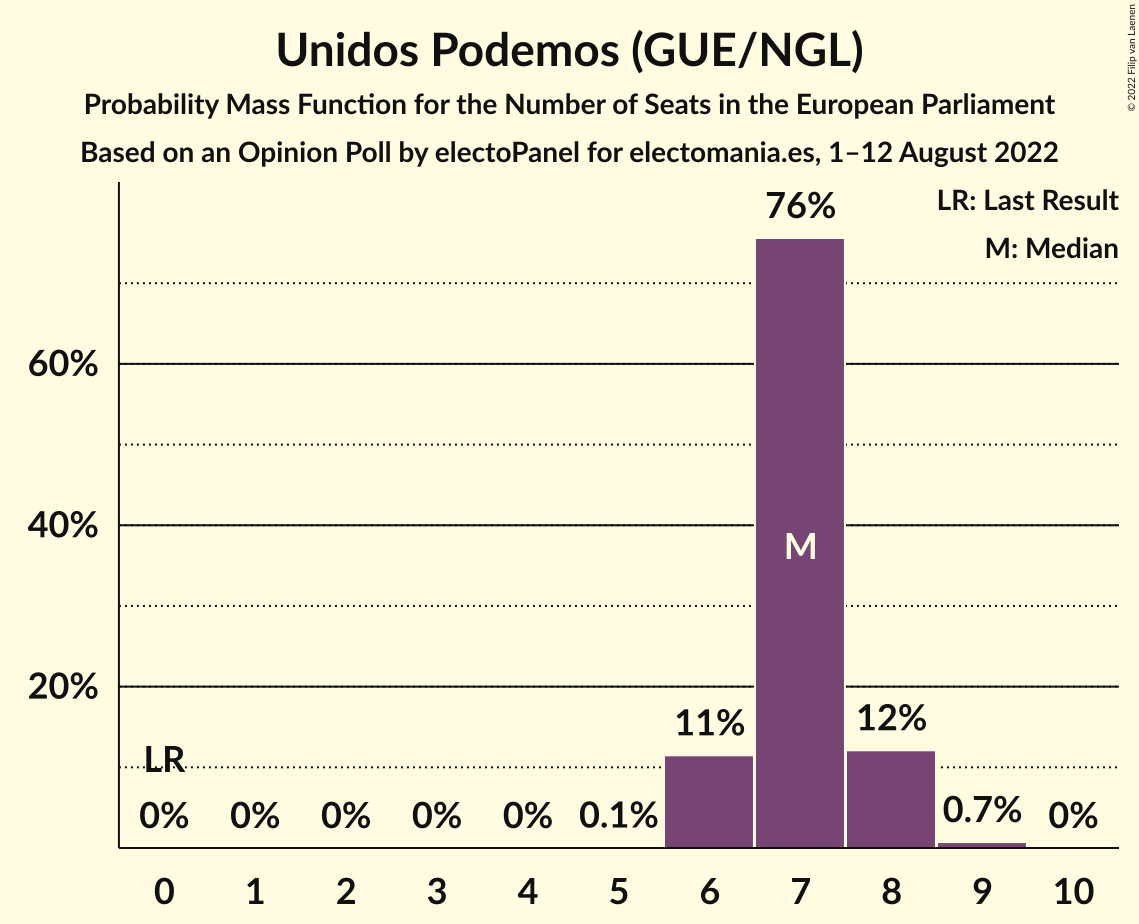 Unidos Podemos (GUE/NGL)
Probability Mass Function for the Number of Seats in the European Parliament
Based on an Opinion Poll by electoPanel for electomania.es, 1–12 August 2022
© 2022 Filip van Laenen
LR: Last Result
M: Median
76%
60%
40%
M
20%
11%
12%
LR
0%
0%
0%
0%
0%
0.1%
0.7%
0%
0 1 2 3 4 5 6 7 8 9 10